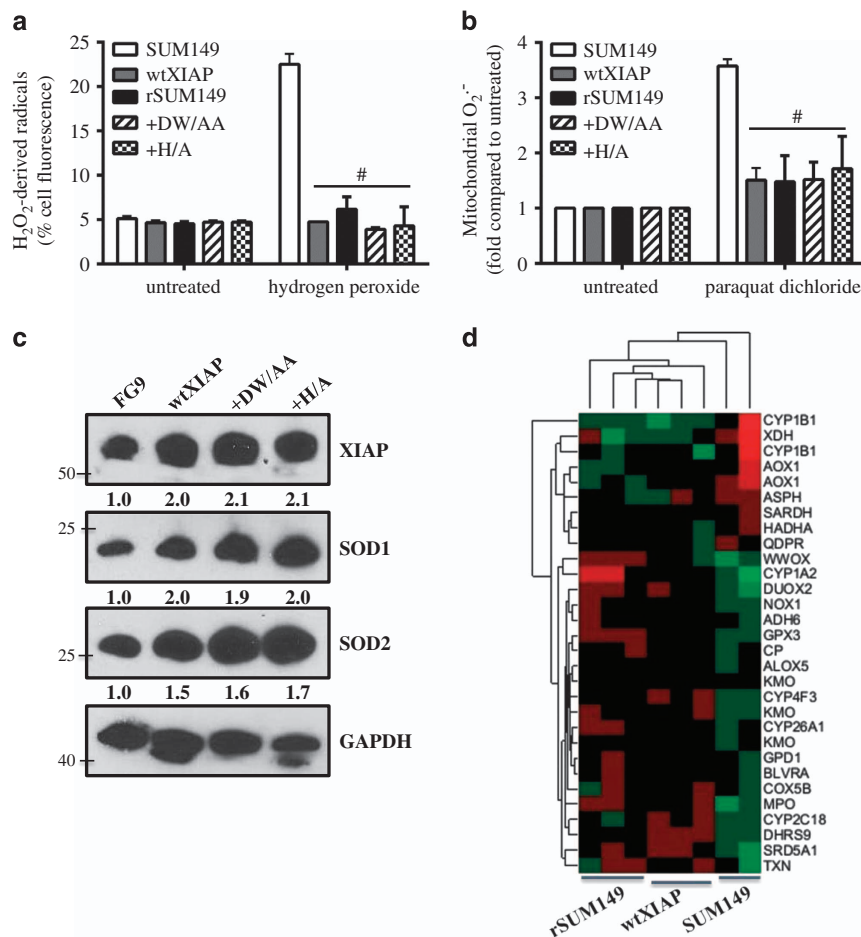 a
H2O2-derived radicals
(% cell fluorescence)
25
20
15
10
5
0
SUM149
wtXIAP
rSUM149
+DW/AA
+H/A
#
untreated
hydrogen peroxide
b
Mitochondrial O2·−
(fold compared to untreated)
4
3
2
1
0
SUM149
wtXIAP
rSUM149
+DW/AA
+H/A
#
untreated
paraquat dichloride
c
FG9
wtXIAP
+DW/AA
+H/A
50
XIAP
1.0 2.0 2.1 2.1
25
SOD1
1.0 2.0 1.9 2.0
25
SOD2
1.0 1.5 1.6 1.7
40
GAPDH
d
CYP1B1
XDH
CYP1B1
AOX1
AOX1
ASPH
SARDH
HADHA
QDPR
WWOX
CYP1A2
DUOX2
NOX1
ADH6
GPX3
CP
ALOX5
KMO
CYP4F3
KMO
CYP26A1
KMO
GPD1
BLVRA
COX5B
MPO
CYP2C18
DHRS9
SRD5A1
TXN
rSUM149
wtXIAP
SUM149